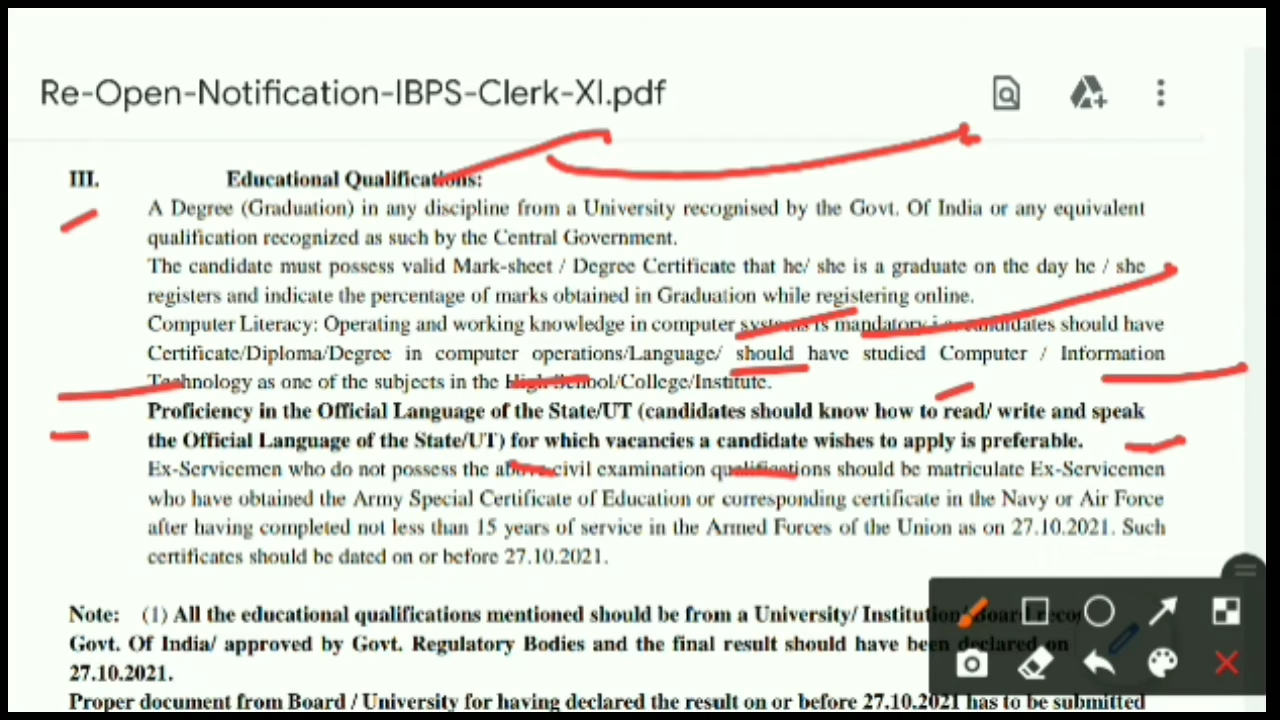 Re-Open-Notification-IBPS-Clerk-XI.pdf
III. Educational Qualifications:
A Degree (Graduation) in any discipline from a University recognised by the Govt. Of India or any equivalent
qualification recognized as such by the Central Government.
The candidate must possess valid Mark-sheet / Degree Certificate that he/ she is a graduate on the day he / she
registers and indicate the percentage of marks obtained in Graduation while registering online.
Computer Literacy: Operating and working knowledge in computer systems is mandatory i.e. candidates should have
Certificate/Diploma/Degree in computer operations/Language/ should have studied Computer / Information
Technology as one of the subjects in the High School/College/Institute.
Proficiency in the Official Language of the State/UT (candidates should know how to read/ write and speak
the Official Language of the State/UT) for which vacancies a candidate wishes to apply is preferable.
Ex-Servicemen who do not possess the above civil examination qualifications should be matriculate Ex-Servicemen
who have obtained the Army Special Certificate of Education or corresponding certificate in the Navy or Air Force
after having completed not less than 15 years of service in the Armed Forces of the Union as on 27.10.2021. Such
certificates should be dated on or before 27.10.2021.
Note: (1) All the educational qualifications mentioned should be from a University/ Institution/ Board
Govt. Of India/ approved by Govt. Regulatory Bodies and the final result should have been declared on
27.10.2021.
Proper document from Board / University for having declared the result on or before 27.10.2021 has to be submitted